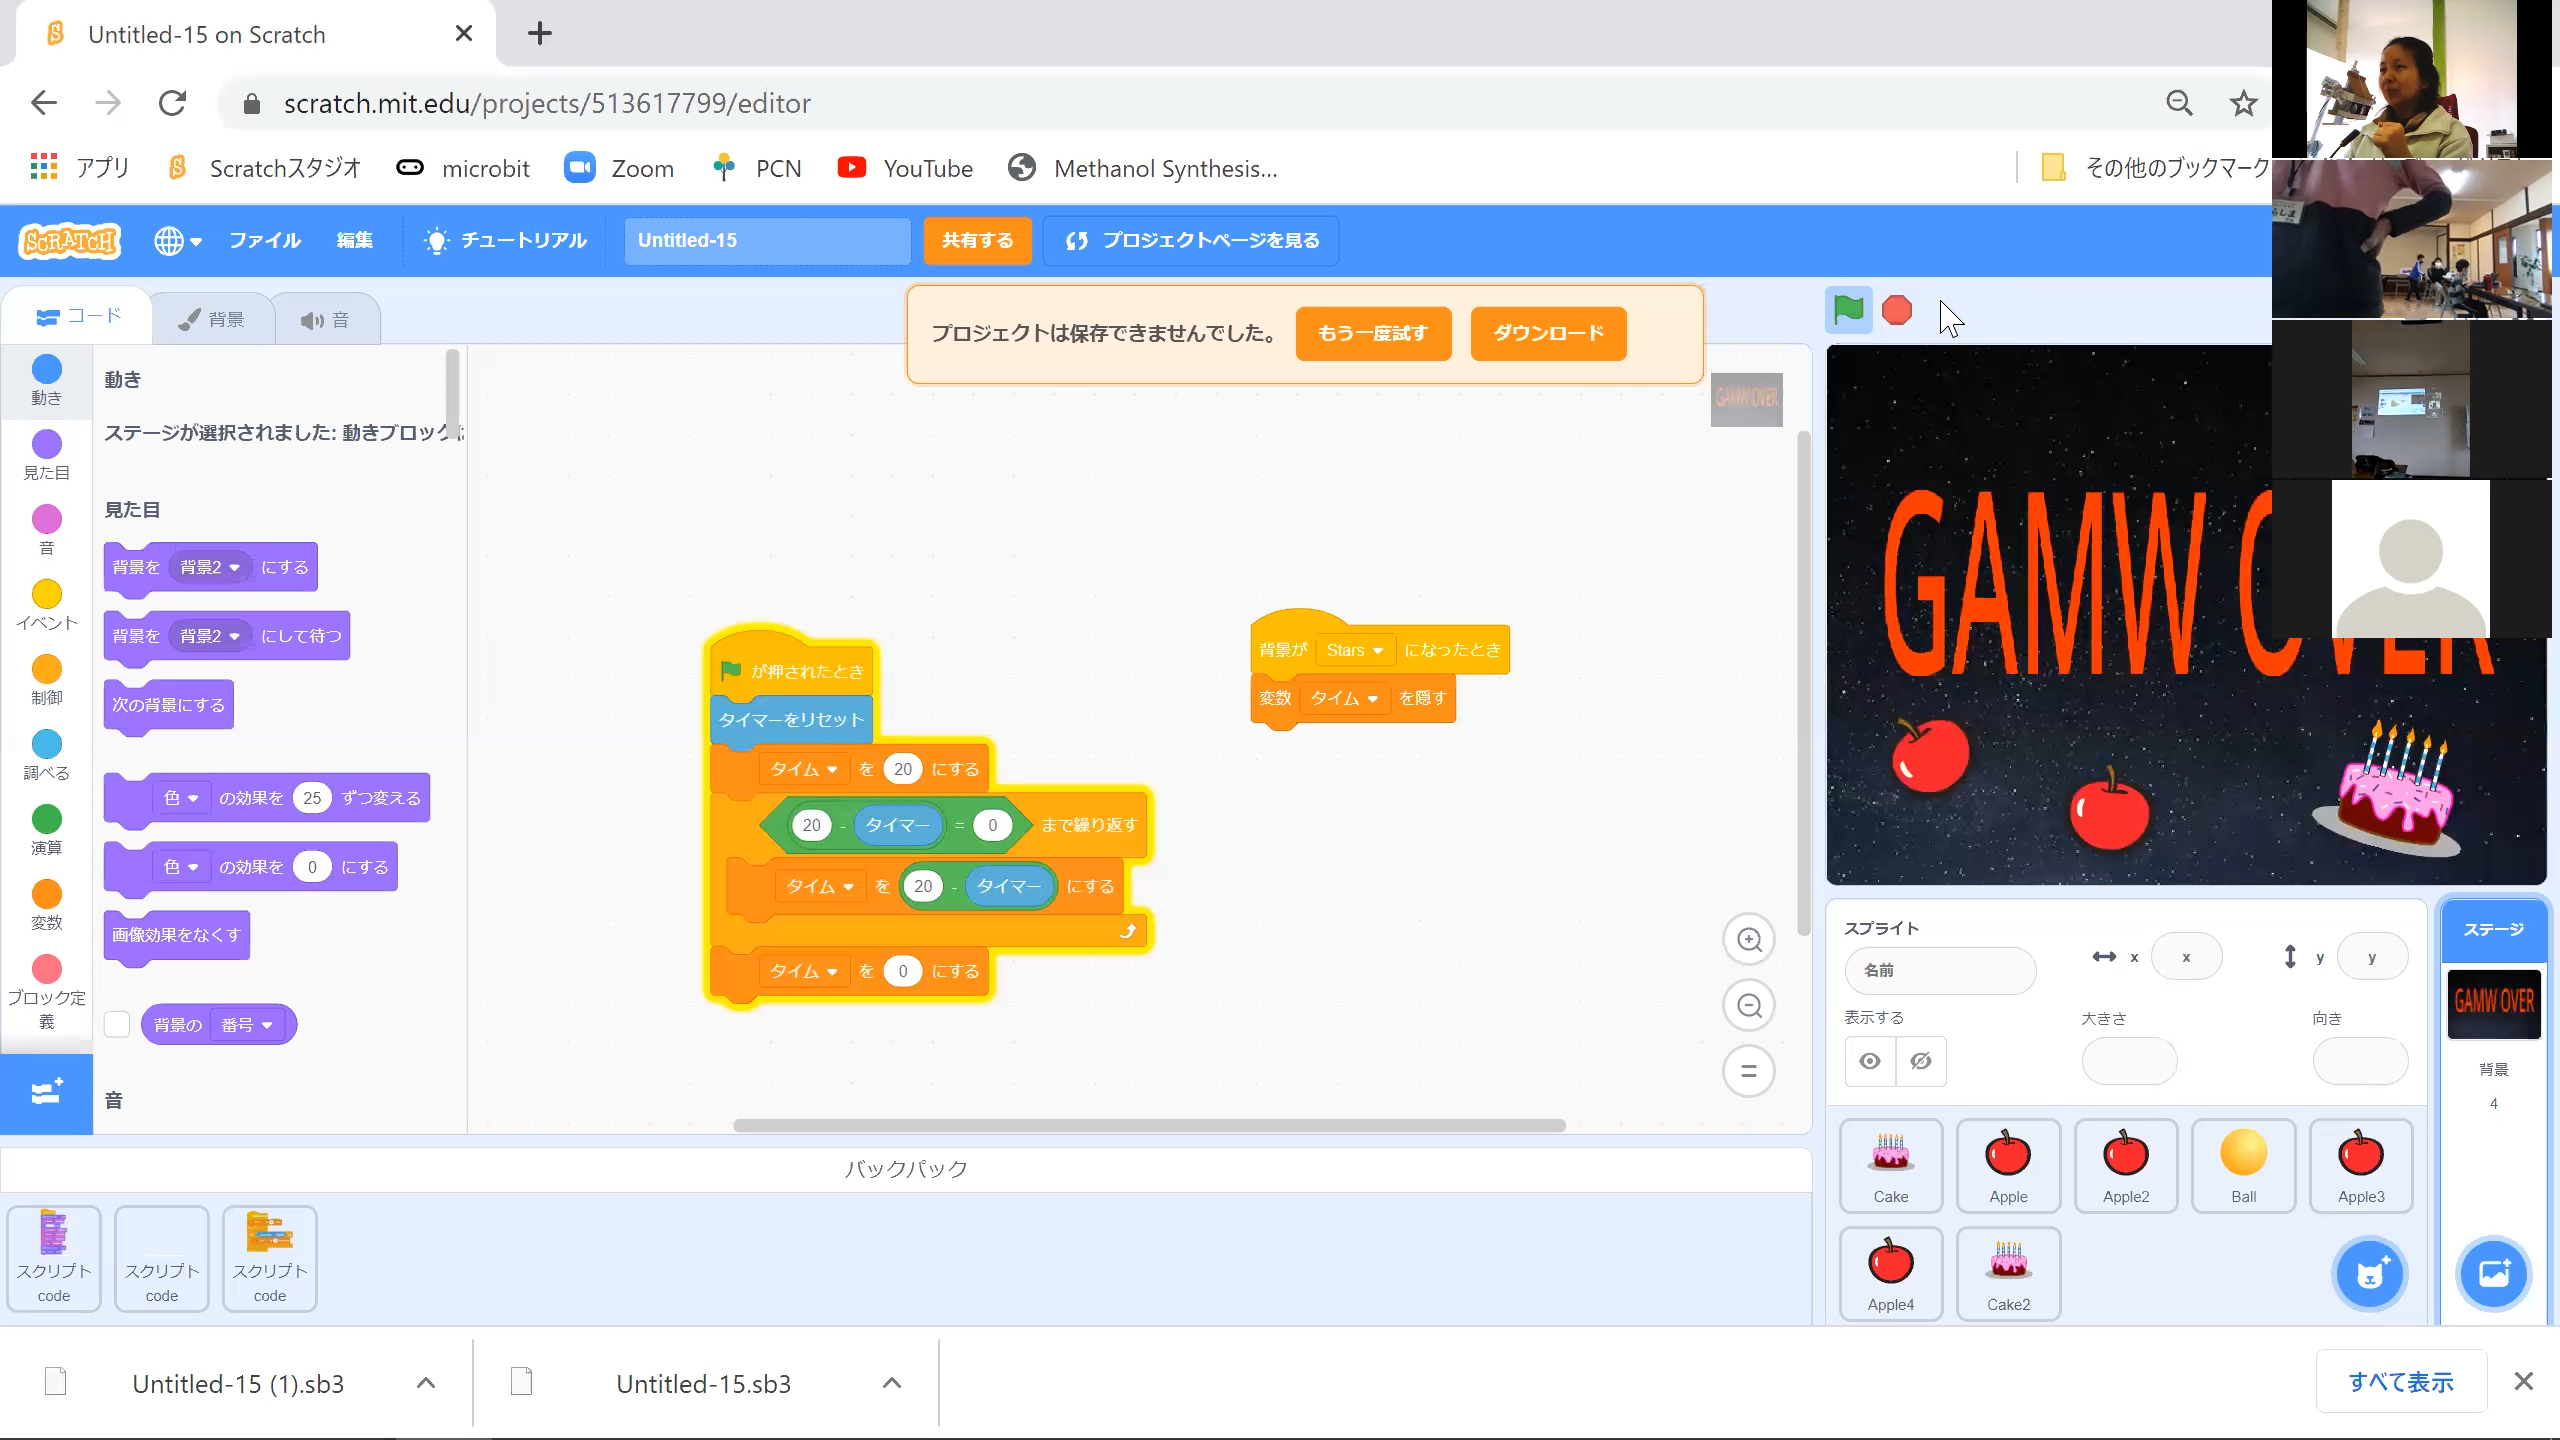 Untitled-15 on Scratch
scratch.mit.edu/projects/513617799/editor
アプリ Scratchスタジオ microbit Zoom PCN YouTube Methanol Synthesis... その他のブックマーク
SCRATCH ファイル 編集 チュートリアル Untitled-15 共有する プロジェクトページを見る
コード 背景 音
プロジェクトは保存できませんでした。 もう一度試す ダウンロード
動き
見た目
音
イベント
制御
調べる
演算
変数
ブロック定
義
動き
ステージが選択されました: 動きブロック
見た目
背景を 背景2 にする
背景を 背景2 にして待つ
次の背景にする
色 の効果を 25 ずつ変える
色 の効果を 0 にする
画像効果をなくす
背景の 番号
音
が押されたとき
タイマーをリセット
タイム を 20 にする
20 - タイマー = 0 まで繰り返す
タイム を 20 - タイマー にする
タイム を 0 にする
背景が Stars になったとき
変数 タイム を隠す
GAMW OVER
GAMW OVER
スプライト
名前 x x y y
表示する 大きさ 向き
Cake Apple Apple2 Ball Apple3
Apple4 Cake2
ステージ
GAMW OVER
背景
4
バックパック
スクリプト スクリプト スクリプト
code code code
Untitled-15 (1).sb3 Untitled-15.sb3 すべて表示